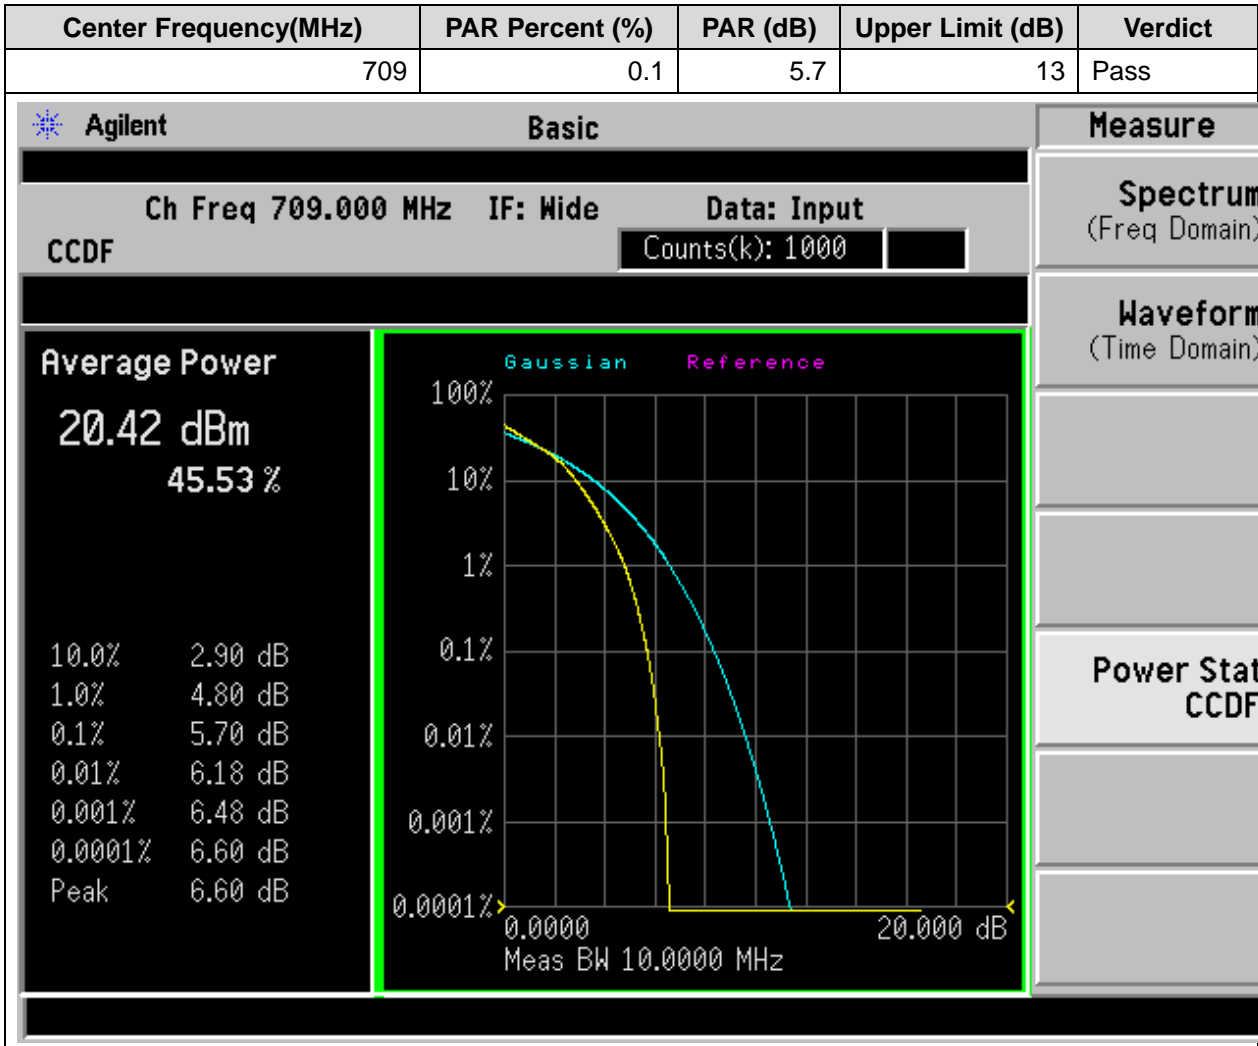 Center Frequency(MHz) PAR Percent (%) PAR (dB) Upper Limit (dB) Verdict
709 0.1 5.7 13 Pass
Agilent Basic Measure
Ch Freq 709.000 MHz IF: Wide Data: Input
CCDF Counts(k): 1000
Spectrum
(Freq Domain)
Waveform
(Time Domain)
Power Stat
CCDF
Average Power
20.42 dBm
45.53 %
10.0% 2.90 dB
1.0% 4.80 dB
0.1% 5.70 dB
0.01% 6.18 dB
0.001% 6.48 dB
0.0001% 6.60 dB
Peak 6.60 dB
Gaussian Reference
100%
10%
1%
0.1%
0.01%
0.001%
0.0001%
0.0000 20.000 dB
Meas BW 10.0000 MHz